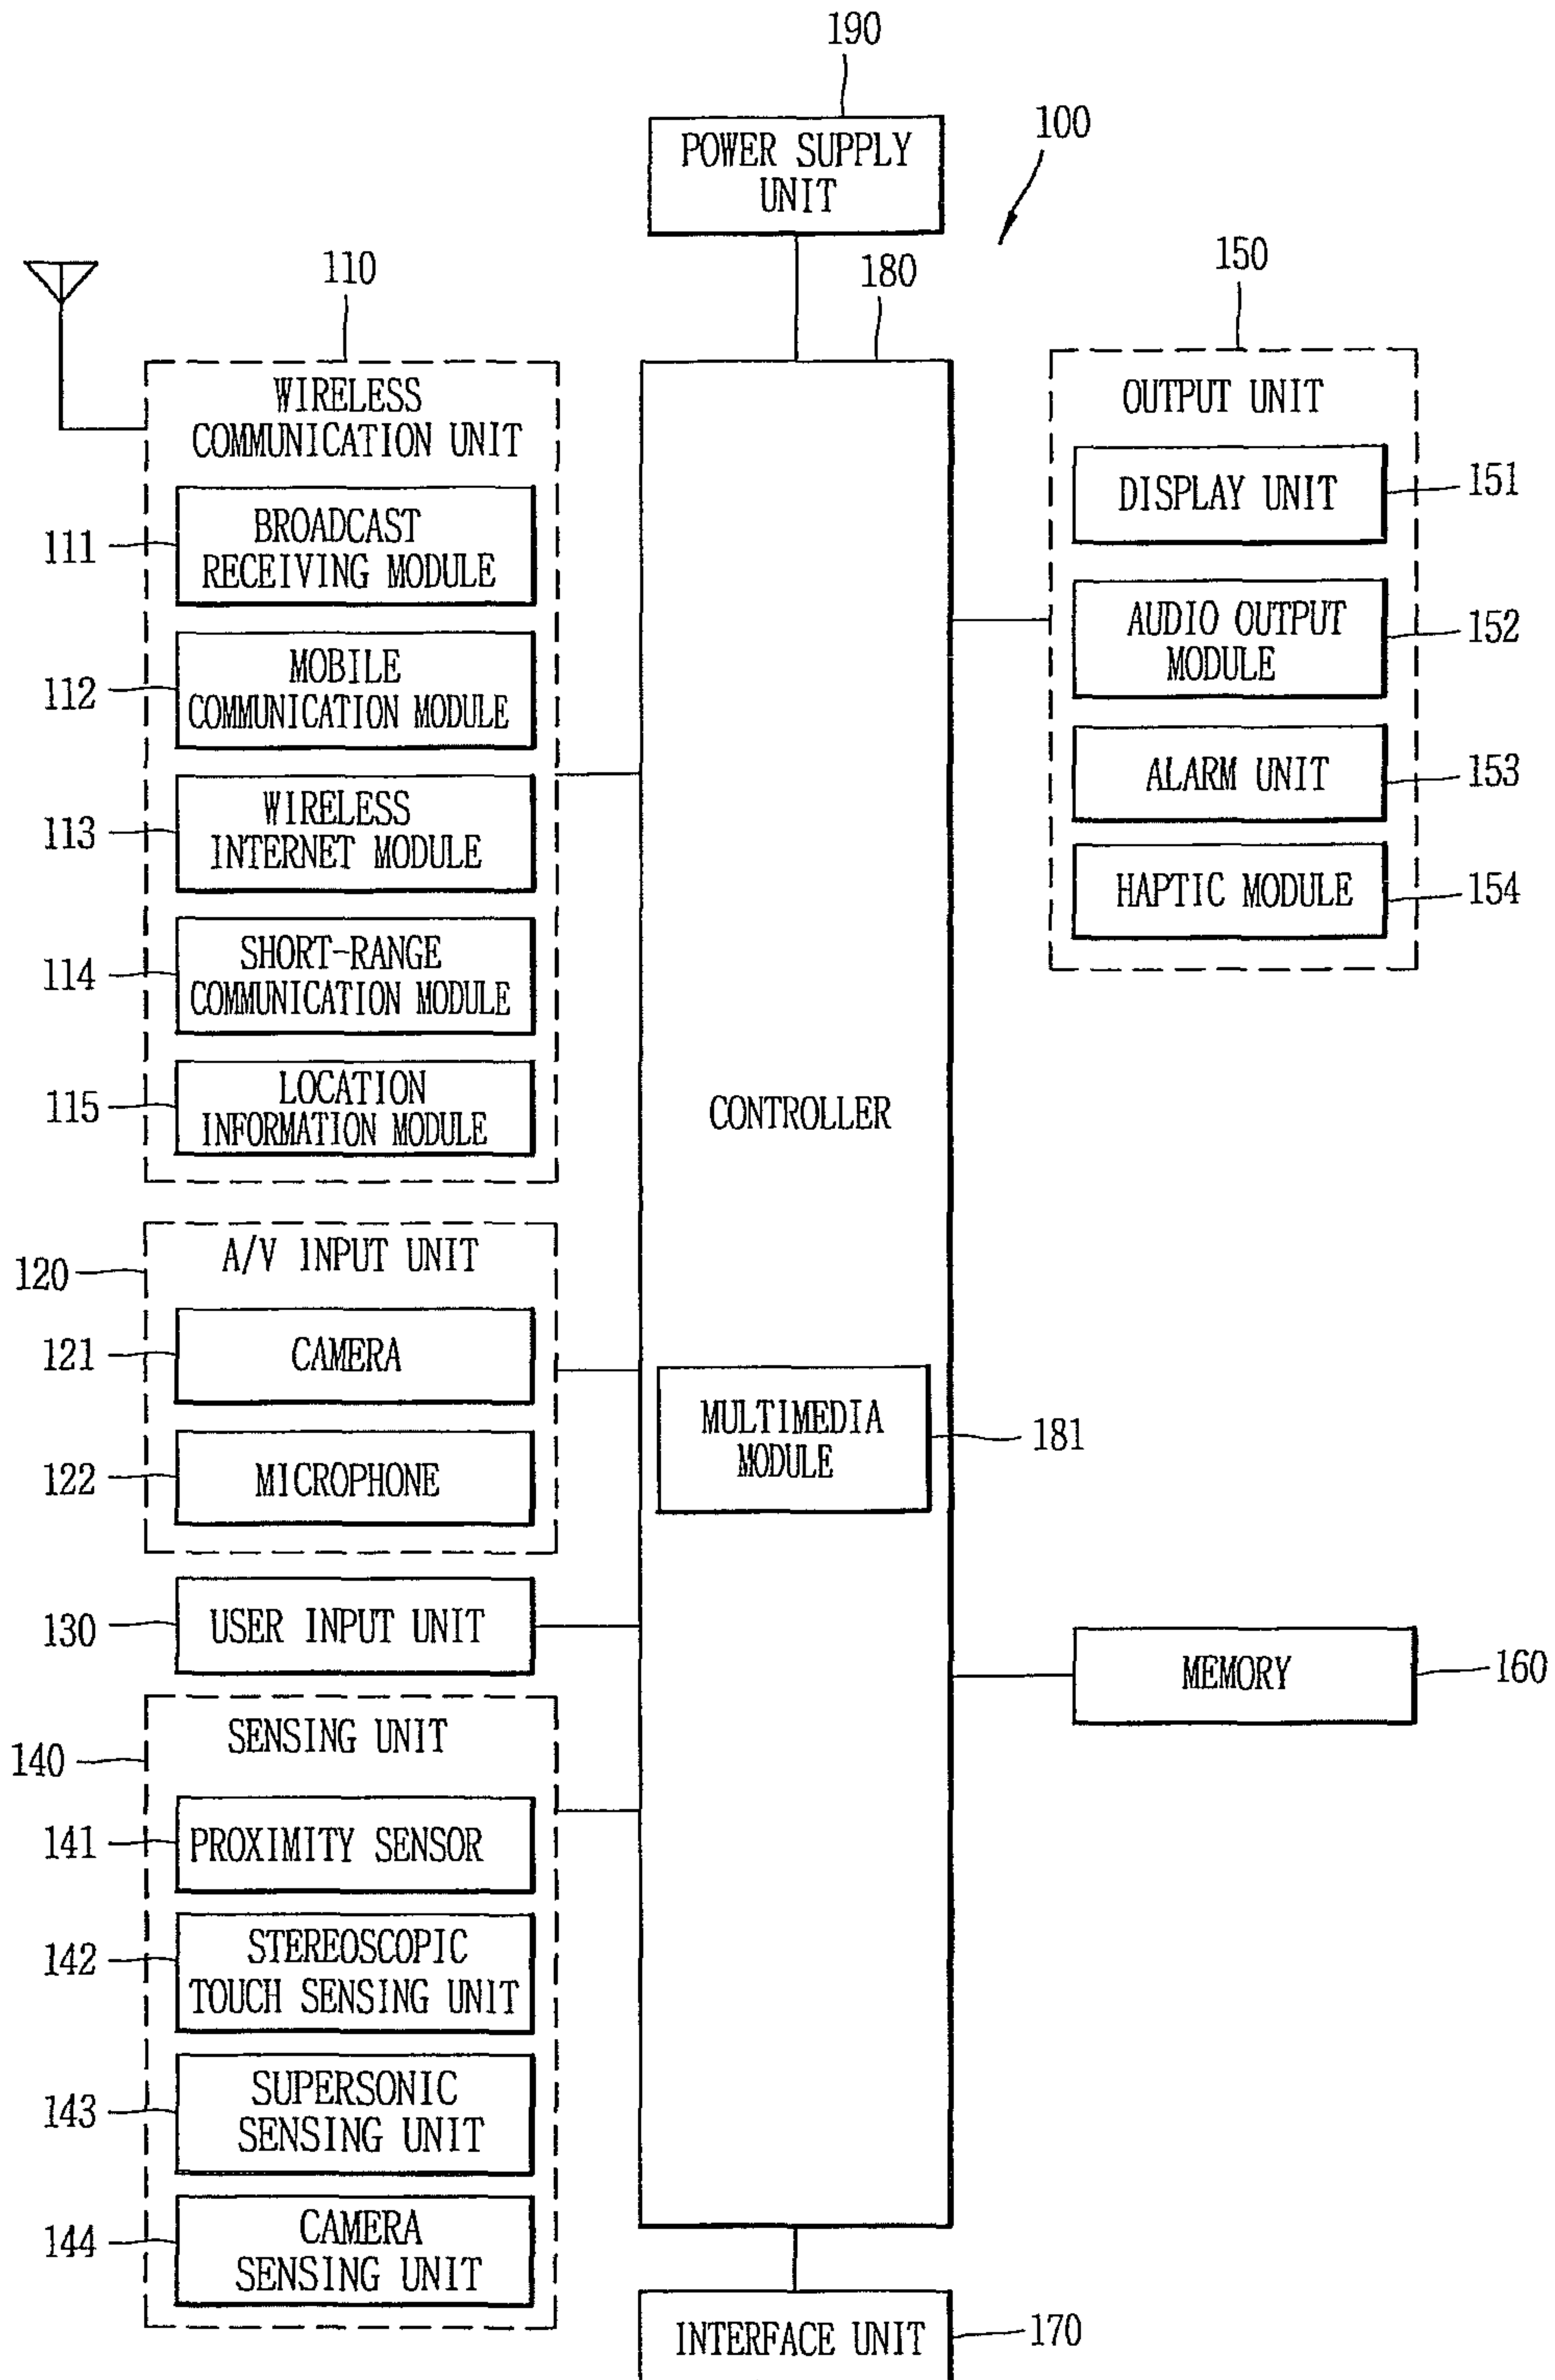 190
POWER SUPPLY
UNIT
100
110
180
150
WIRELESS
COMMUNICATION UNIT
111
BROADCAST
RECEIVING MODULE
112
MOBILE
COMMUNICATION MODULE
113
WIRELESS
INTERNET MODULE
114
SHORT-RANGE
COMMUNICATION MODULE
115
LOCATION
INFORMATION MODULE
120
A/V INPUT UNIT
121
CAMERA
122
MICROPHONE
130
USER INPUT UNIT
140
SENSING UNIT
141
PROXIMITY SENSOR
142
STEREOSCOPIC
TOUCH SENSING UNIT
143
SUPERSONIC
SENSING UNIT
144
CAMERA
SENSING UNIT
CONTROLLER
MULTIMEDIA
MODULE
181
OUTPUT UNIT
DISPLAY UNIT
151
AUDIO OUTPUT
MODULE
152
ALARM UNIT
153
HAPTIC MODULE
154
MEMORY
160
INTERFACE UNIT
170